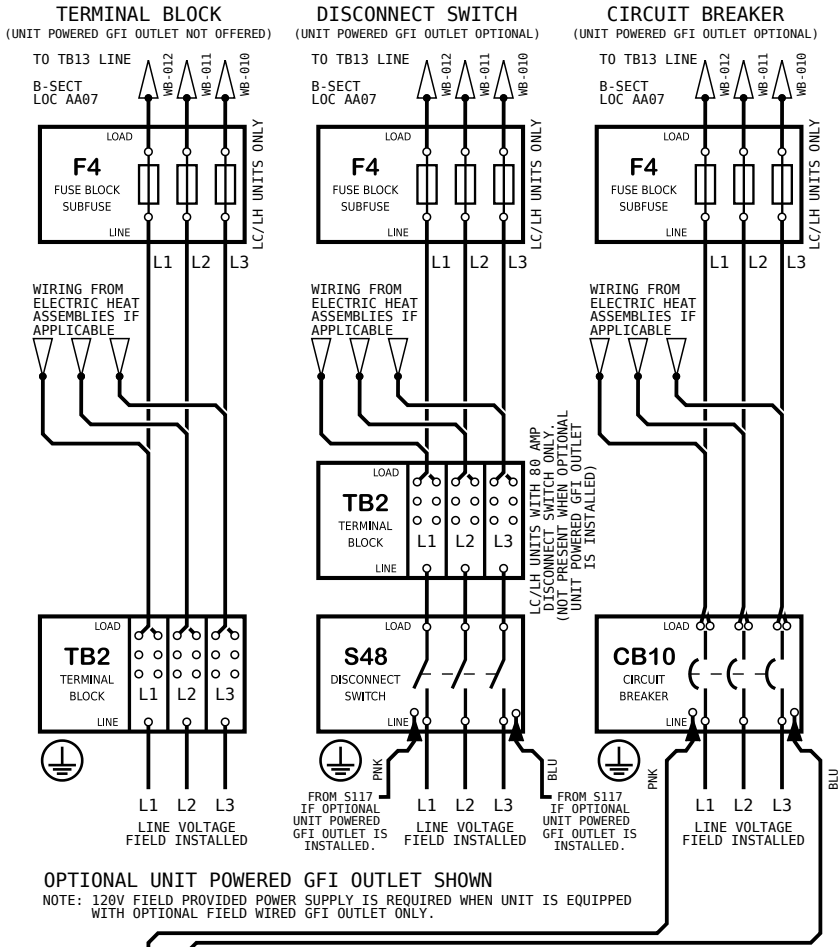 TERMINAL BLOCK
(UNIT POWERED GFI OUTLET NOT OFFERED)
TO TB13 LINE
B-SECT
LOC AA07
WB-012
WB-011
WB-010
LOAD
F4
FUSE BLOCK
SUBFUSE
LINE
LC/LH UNITS ONLY
L1 L2 L3
WIRING FROM
ELECTRIC HEAT
ASSEMBLIES IF
APPLICABLE
LOAD
TB2
TERMINAL
BLOCK
LINE
L1 L2 L3
L1 L2 L3
LINE VOLTAGE
FIELD INSTALLED
DISCONNECT SWITCH
(UNIT POWERED GFI OUTLET OPTIONAL)
TO TB13 LINE
B-SECT
LOC AA07
WB-012
WB-011
WB-010
LOAD
F4
FUSE BLOCK
SUBFUSE
LINE
LC/LH UNITS ONLY
L1 L2 L3
WIRING FROM
ELECTRIC HEAT
ASSEMBLIES IF
APPLICABLE
LOAD
TB2
TERMINAL
BLOCK
LINE
L1 L2 L3
LC/LH UNITS WITH 80 AMP
DISCONNECT SWITCH ONLY.
(NOT PRESENT WHEN OPTIONAL
UNIT POWERED GFI OUTLET
IS INSTALLED)
LOAD
S48
DISCONNECT
SWITCH
LINE
PNK
BLU
FROM S117
IF OPTIONAL
UNIT POWERED
GFI OUTLET IS
INSTALLED.
L1 L2 L3
LINE VOLTAGE
FIELD INSTALLED
FROM S117
IF OPTIONAL
UNIT POWERED
GFI OUTLET IS
INSTALLED.
CIRCUIT BREAKER
(UNIT POWERED GFI OUTLET OPTIONAL)
TO TB13 LINE
B-SECT
LOC AA07
WB-012
WB-011
WB-010
LOAD
F4
FUSE BLOCK
SUBFUSE
LINE
LC/LH UNITS ONLY
L1 L2 L3
WIRING FROM
ELECTRIC HEAT
ASSEMBLIES IF
APPLICABLE
LOAD
CB10
CIRCUIT
BREAKER
LINE
PNK
BLU
L1 L2 L3
LINE VOLTAGE
FIELD INSTALLED
OPTIONAL UNIT POWERED GFI OUTLET SHOWN
NOTE: 120V FIELD PROVIDED POWER SUPPLY IS REQUIRED WHEN UNIT IS EQUIPPED
WITH OPTIONAL FIELD WIRED GFI OUTLET ONLY.